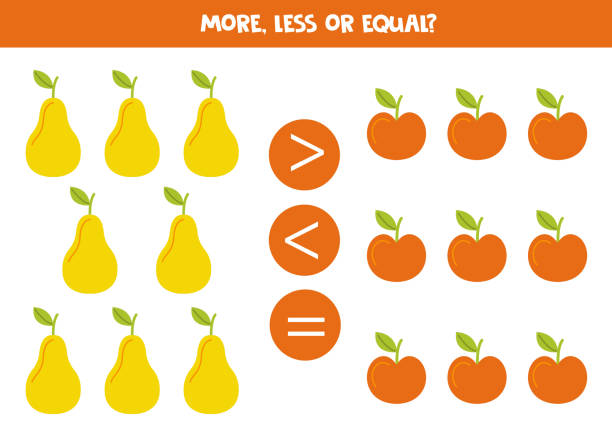 MORE, LESS OR EQUAL?
>
<
=